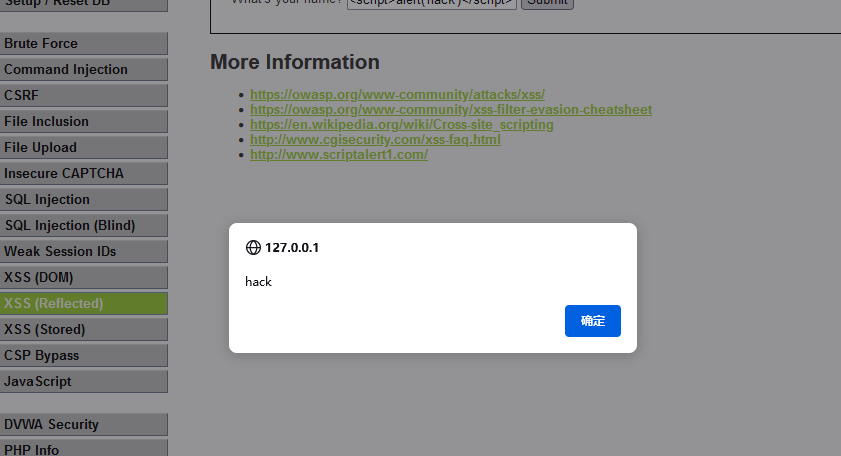 Setup / Reset DB
Brute Force
Command Injection
CSRF
File Inclusion
File Upload
Insecure CAPTCHA
SQL Injection
SQL Injection (Blind)
Weak Session IDs
XSS (DOM)
XSS (Reflected)
XSS (Stored)
CSP Bypass
JavaScript
DVWA Security
PHP Info
What's your name? <script>alert('hack')</script> Submit
More Information
https://owasp.org/www-community/attacks/xss/
https://owasp.org/www-community/xss-filter-evasion-cheatsheet
https://en.wikipedia.org/wiki/Cross-site_scripting
http://www.cgisecurity.com/xss-faq.html
http://www.scriptalert1.com/
127.0.0.1
hack
确定